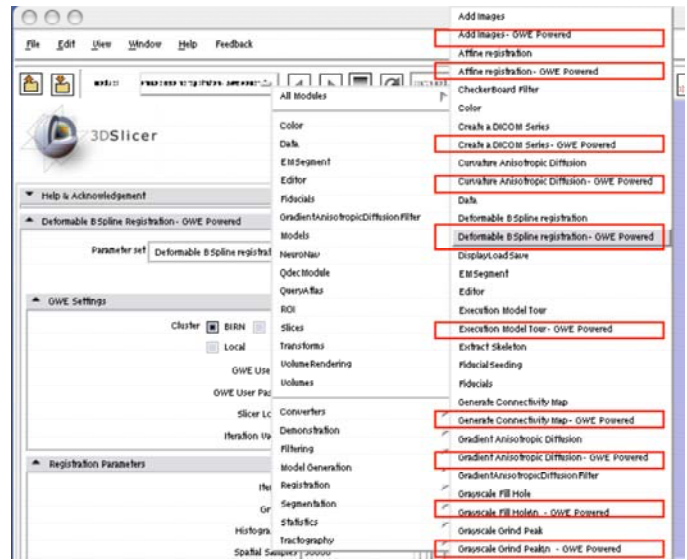 File Edit View Window Help Feedback
3DSlicer
Help & Acknowledgement
Deformable BSpline Registration- GWE Powered
Parameter set Deformable BSpline registrat
GWE Settings
Cluster BIRN
Local
GWE Use
GWE User Pas
Slicer Lo
Iteration Up
Registration Parameters
Ite
Gr
Histogra
Spatial Samples 50000
All Modules
Color
Data
EMSegment
Editor
Fiducials
GradientAnisotropicDiffusionFilter
Models
NeuroNav
QdecModule
QueryAtlas
ROI
Slices
Transforms
VolumeRendering
Volumes
Converters
Demonstration
Filtering
Model Generation
Registration
Segmentation
Statistics
Tractography
Add Images
Add Images- GWE Powered
Affine registration
Affine registration- GWE Powered
CheckerBoard Filter
Color
Create a DICOM Series
Create a DICOM Series- GWE Powered
Curvature Anisotropic Diffusion
Curvature Anisotropic Diffusion- GWE Powered
Data
Deformable BSpline registration
Deformable BSpline registration- GWE Powered
DisplayLoadSave
EMSegment
Editor
Execution Model Tour
Execution Model Tour- GWE Powered
Extract Skeleton
FiducialSeeding
Fiducials
Generate Connectivity Map
Generate Connectivity Map- GWE Powered
Gradient Anisotropic Diffusion
Gradient Anisotropic Diffusion- GWE Powered
GradientAnisotropicDiffusionFilter
Grayscale Fill Hole
Grayscale Fill Hole\n - GWE Powered
Grayscale Grind Peak
Grayscale Grind Peak\n - GWE Powered